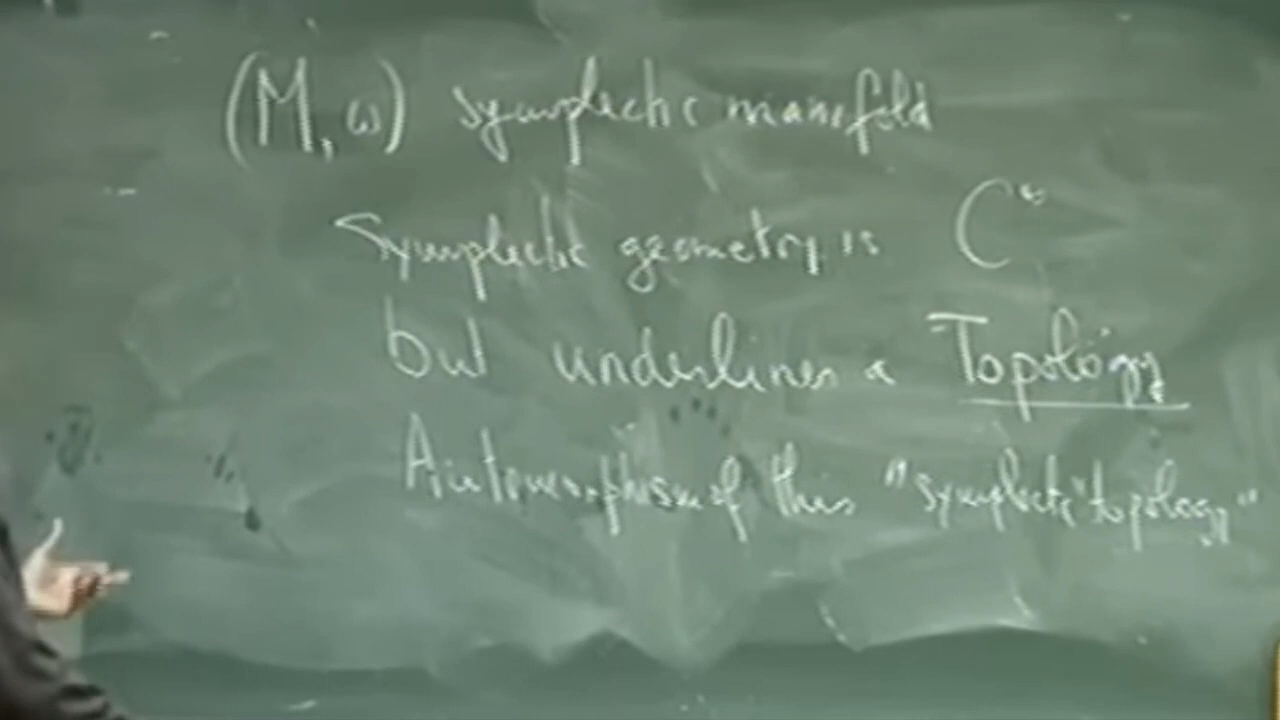 (M, ω) symplectic manifold
Symplectic geometry is C^∞
but underlines a Topology
Automorphism of this "symplectic" topology"